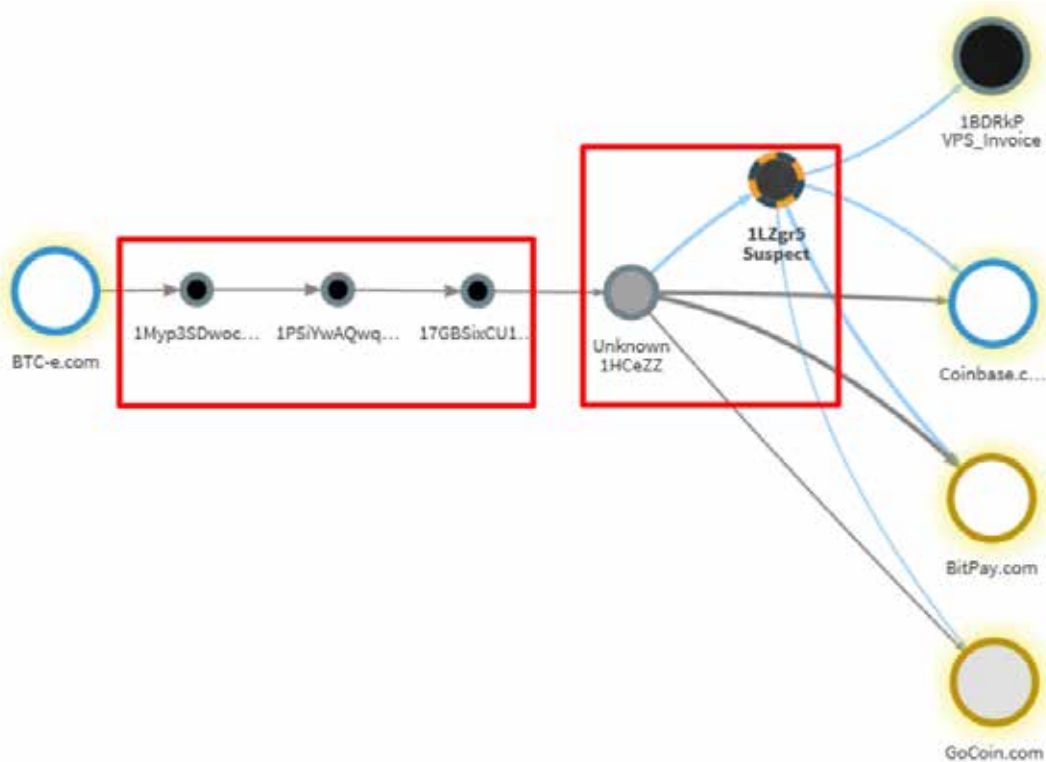 1BDRkP
VPS_Invoice
1LZgr5
Suspect
BTC-e.com
1Myp3SDwoc...
1PSiYwAQwq...
17GBSixCU1...
Unknown
1HCeZZ
Coinbase.c...
BitPay.com
GoCoin.com